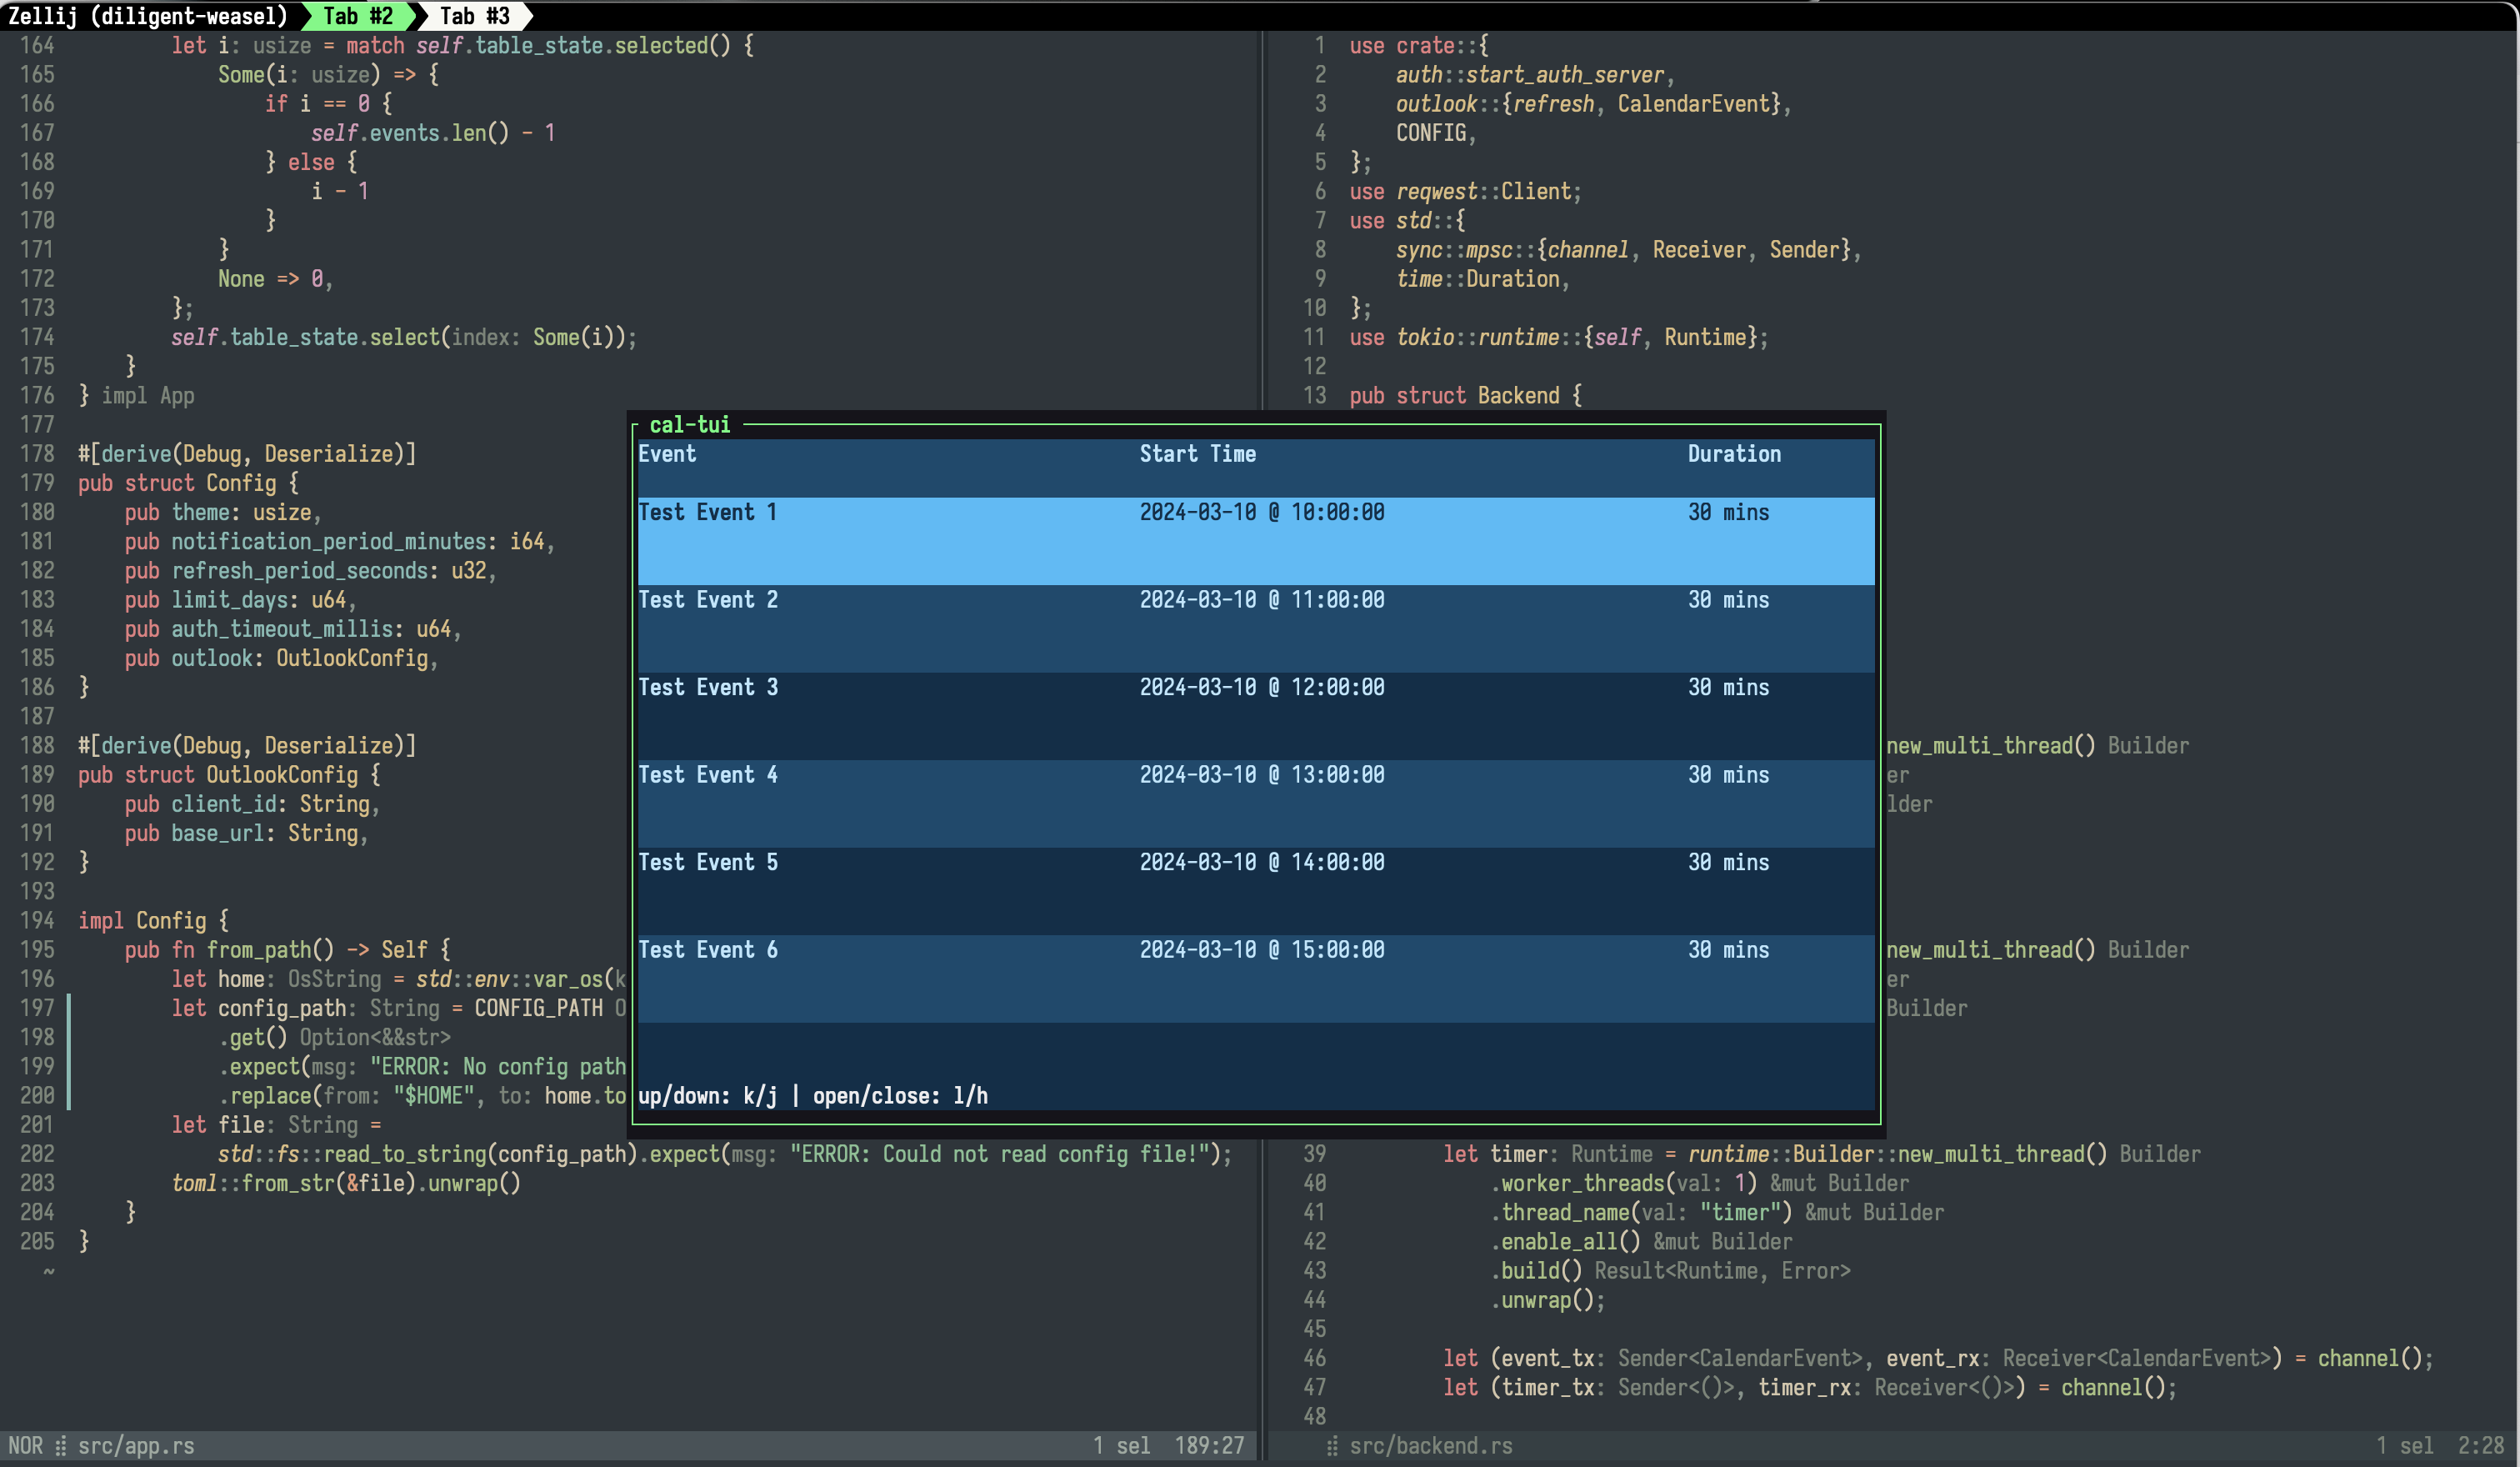 Zellij (diligent-weasel) Tab #2 Tab #3
164 let i: usize = match self.table_state.selected() {
165 Some(i: usize) => {
166 if i == 0 {
167 self.events.len() - 1
168 } else {
169 i - 1
170 }
171 }
172 None => 0,
173 };
174 self.table_state.select(index: Some(i));
175 }
176 } impl App
177
178 #[derive(Debug, Deserialize)]
179 pub struct Config {
180 pub theme: usize,
181 pub notification_period_minutes: i64,
182 pub refresh_period_seconds: u32,
183 pub limit_days: u64,
184 pub auth_timeout_millis: u64,
185 pub outlook: OutlookConfig,
186 }
187
188 #[derive(Debug, Deserialize)]
189 pub struct OutlookConfig {
190 pub client_id: String,
191 pub base_url: String,
192 }
193
194 impl Config {
195 pub fn from_path() -> Self {
196 let home: OsString = std::env::var_os(k
197 let config_path: String = CONFIG_PATH O
198 .get() Option<&&str>
199 .expect(msg: "ERROR: No config path
200 .replace(from: "$HOME", to: home.to
201 let file: String =
202 std::fs::read_to_string(config_path).expect(msg: "ERROR: Could not read config file!");
203 toml::from_str(&file).unwrap()
204 }
205 }
~
NOR src/app.rs 1 sel 189:27
1 use crate::{
2 auth::start_auth_server,
3 outlook::{refresh, CalendarEvent},
4 CONFIG,
5 };
6 use reqwest::Client;
7 use std::{
8 sync::mpsc::{channel, Receiver, Sender},
9 time::Duration,
10 };
11 use tokio::runtime::{self, Runtime};
12
13 pub struct Backend {
new_multi_thread() Builder
er
lder
new_multi_thread() Builder
er
Builder
39 let timer: Runtime = runtime::Builder::new_multi_thread() Builder
40 .worker_threads(val: 1) &mut Builder
41 .thread_name(val: "timer") &mut Builder
42 .enable_all() &mut Builder
43 .build() Result<Runtime, Error>
44 .unwrap();
45
46 let (event_tx: Sender<CalendarEvent>, event_rx: Receiver<CalendarEvent>) = channel();
47 let (timer_tx: Sender<()>, timer_rx: Receiver<()>) = channel();
48
src/backend.rs 1 sel 2:28
cal-tui
Event Start Time Duration
Test Event 1 2024-03-10 @ 10:00:00 30 mins
Test Event 2 2024-03-10 @ 11:00:00 30 mins
Test Event 3 2024-03-10 @ 12:00:00 30 mins
Test Event 4 2024-03-10 @ 13:00:00 30 mins
Test Event 5 2024-03-10 @ 14:00:00 30 mins
Test Event 6 2024-03-10 @ 15:00:00 30 mins
up/down: k/j | open/close: l/h